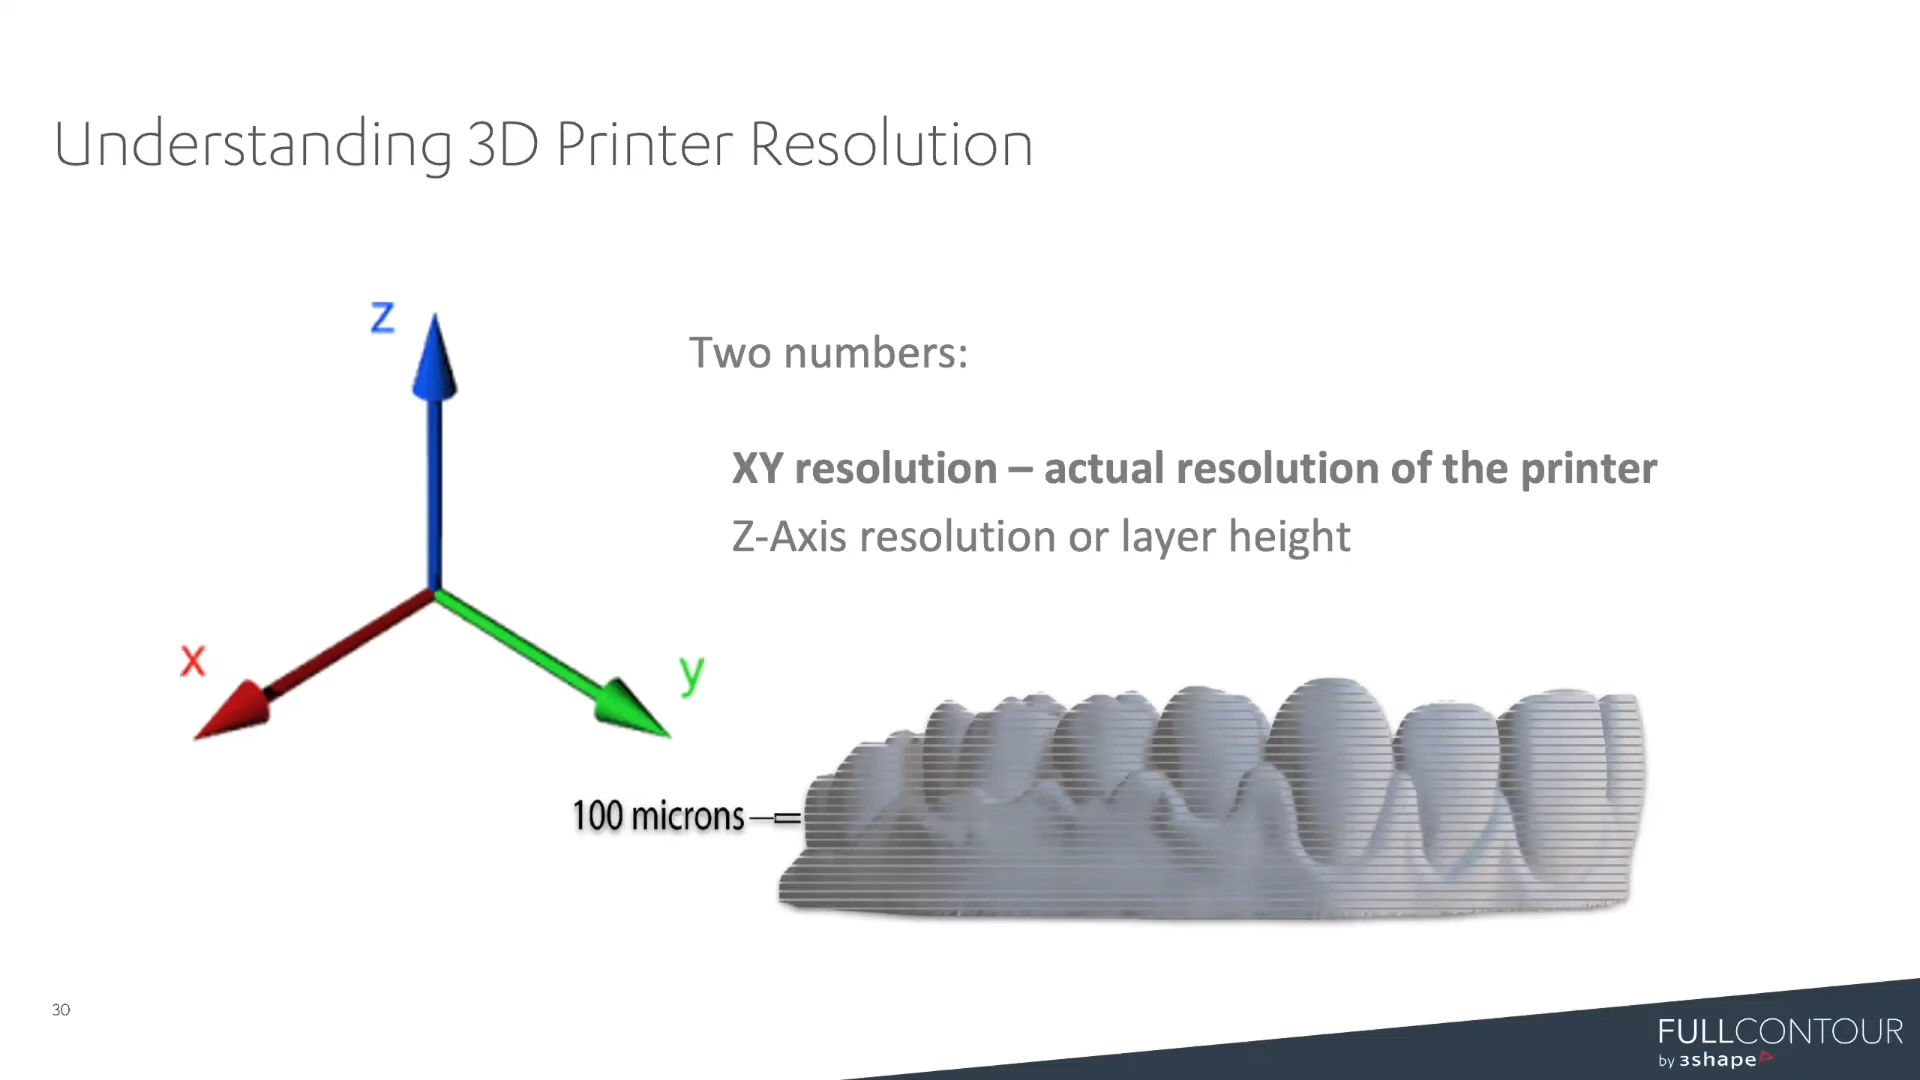 Understanding 3D Printer Resolution
z
Two numbers:
XY resolution – actual resolution of the printer
Z-Axis resolution or layer height
x
y
100 microns
30
FULLCONTOUR
by 3shape